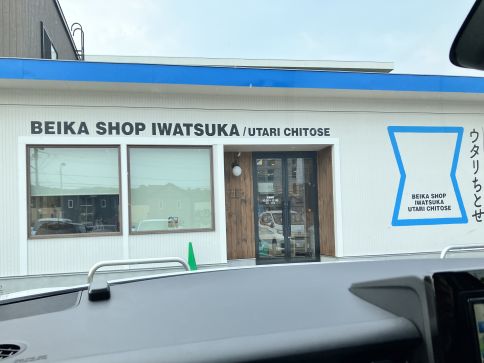 BEIKA SHOP IWATSUKA / UTARI CHITOSE
BEIKA SHOP
IWATSUKA
UTARI CHITOSE
ウタリちとせ